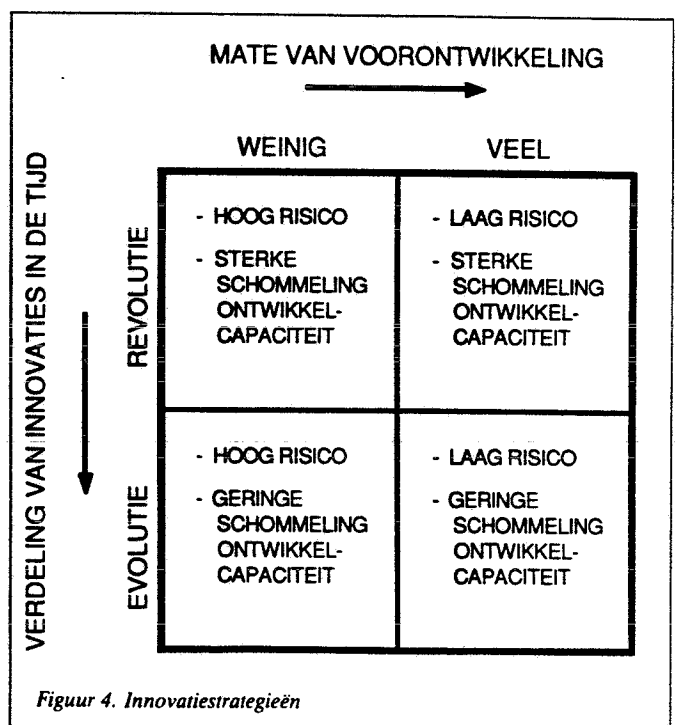 MATE VAN VOORONTWIKKELING
WEINIG
VEEL
VERDELING VAN INNOVATIES IN DE TIJD
REVOLUTIE
- HOOG RISICO
- STERKE
SCHOMMELING
ONTWIKKEL-
CAPACITEIT
- LAAG RISICO
- STERKE
SCHOMMELING
ONTWIKKEL-
CAPACITEIT
EVOLUTIE
- HOOG RISICO
- GERINGE
SCHOMMELING
ONTWIKKEL-
CAPACITEIT
- LAAG RISICO
- GERINGE
SCHOMMELING
ONTWIKKEL-
CAPACITEIT
Figuur 4. Innovatiestrategieën